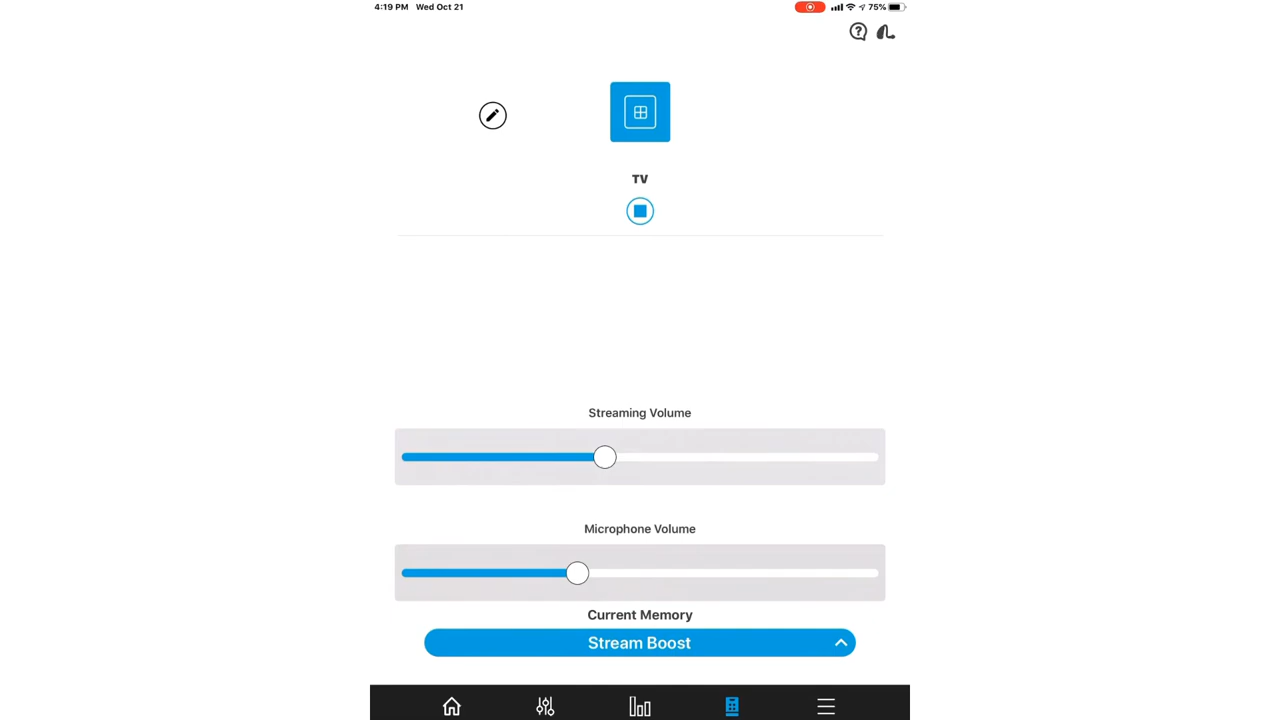 4:19 PM Wed Oct 21 75%
?
TV
Streaming Volume
Microphone Volume
Current Memory
Stream Boost